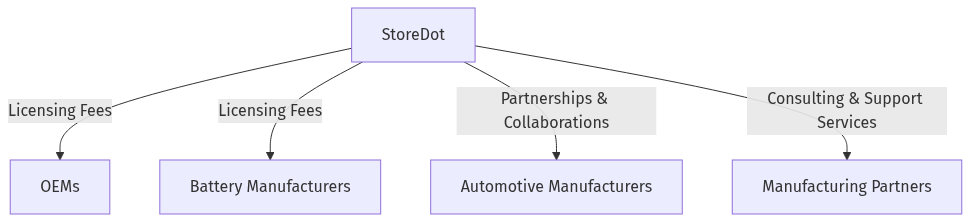 StoreDot
Licensing Fees
Licensing Fees
Partnerships &
Collaborations
Consulting & Support
Services
OEMs
Battery Manufacturers
Automotive Manufacturers
Manufacturing Partners